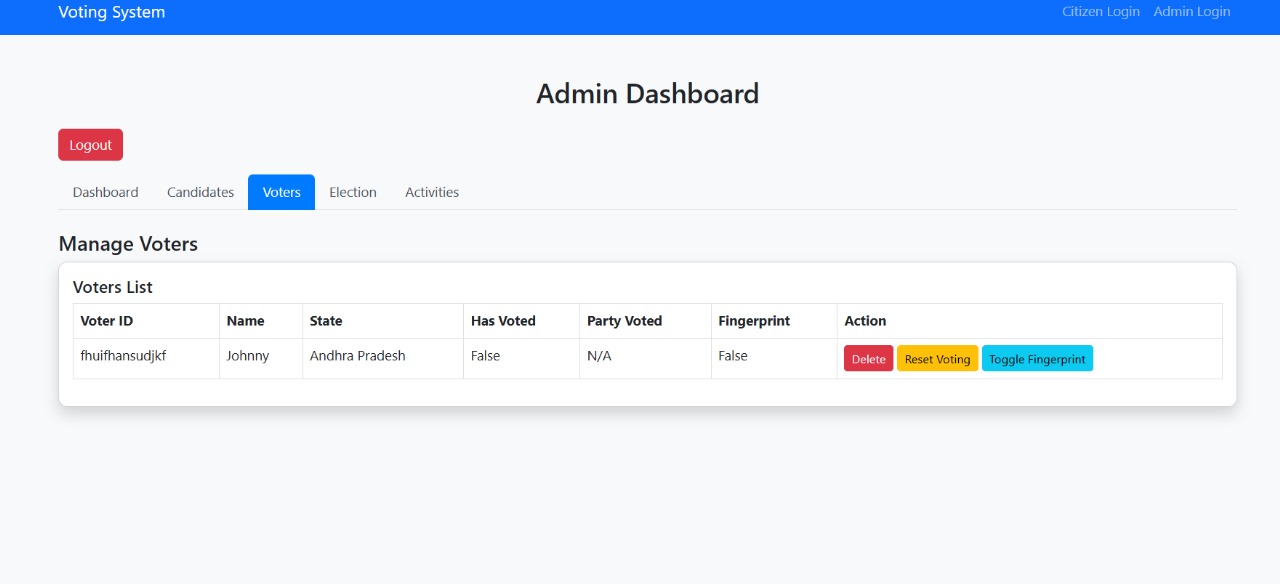 Voting System Citizen Login Admin Login
Admin Dashboard
Logout
Dashboard Candidates Voters Election Activities
Manage Voters
Voters List
Voter ID Name State Has Voted Party Voted Fingerprint Action
fhuifhansudjkf Johnny Andhra Pradesh False N/A False Delete Reset Voting Toggle Fingerprint